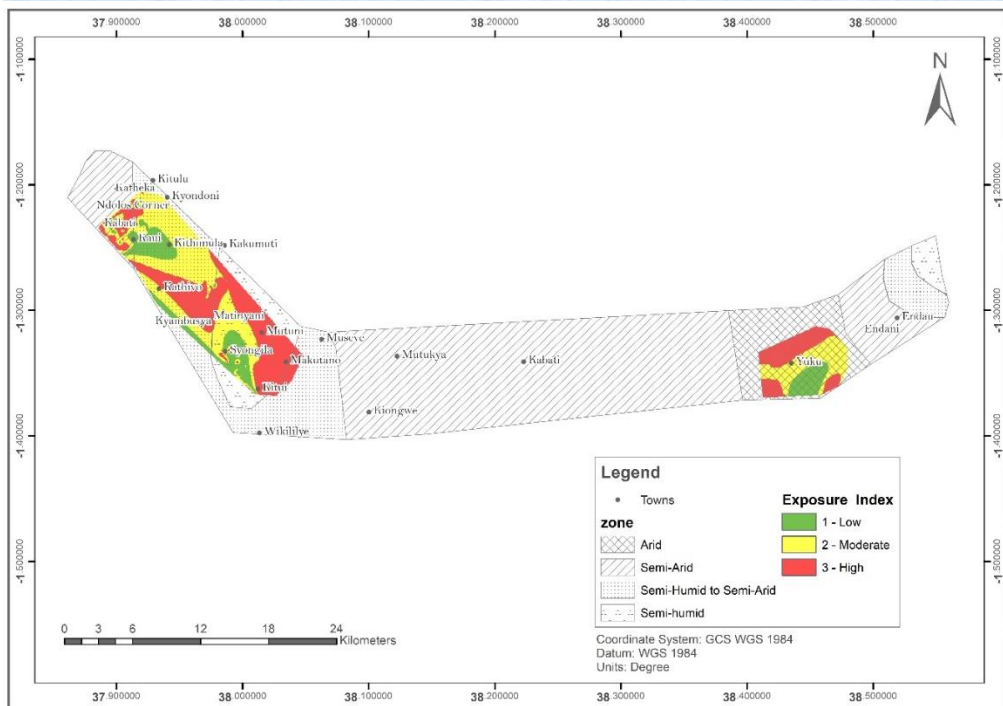 37.900000 38.000000 38.100000 38.200000 38.300000 38.400000 38.500000
-1.100000 -1.100000
N
-1.200000 -1.200000
Kitulu
Katheka
Kyondoni
Ndolos Corner
Kabati
Kaui
Kithumula
Kakumuti
Kathivo
-1.300000 -1.300000
Kyambusya
Matinyani
Mutuni
Museve
Endau
Endani
Syongila
Makutano
Mutukya
Kabati
Yuku
Kitui
Kiongwe
-1.400000 -1.400000
Wikililye
Legend
Towns
zone
Arid
Semi-Arid
Semi-Humid to Semi-Arid
Semi-humid
Exposure Index
1 - Low
2 - Moderate
3 - High
-1.500000 -1.500000
0 3 6 12 18 24
Kilometers
Coordinate System: GCS WGS 1984
Datum: WGS 1984
Units: Degree
37.900000 38.000000 38.100000 38.200000 38.300000 38.400000 38.500000